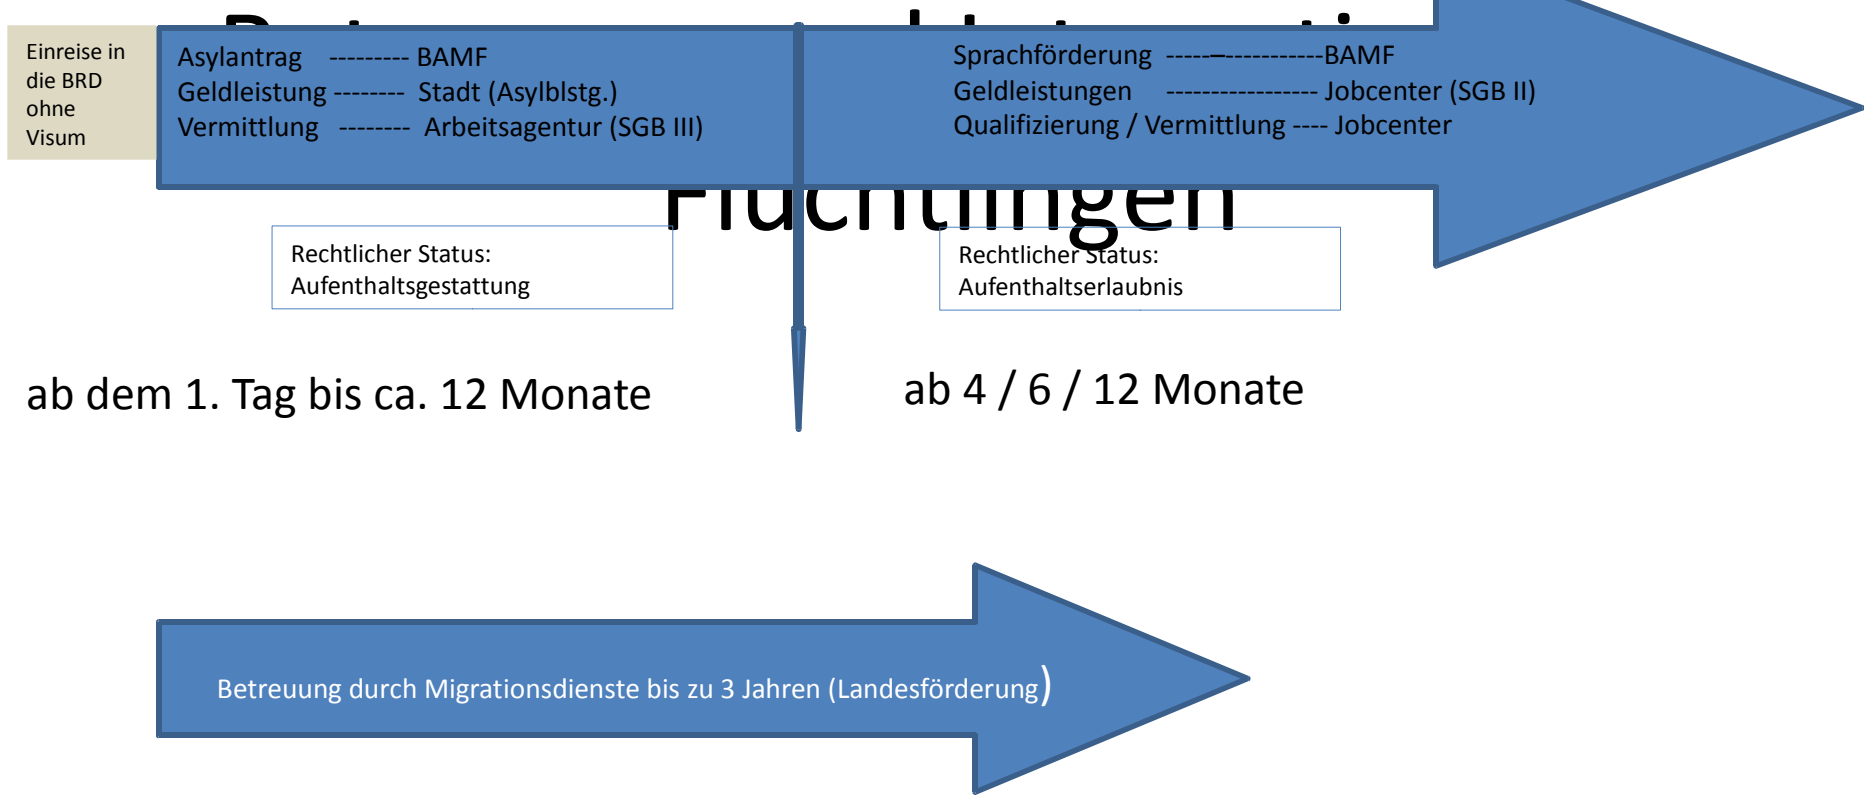 Einreise in
die BRD
ohne
Visum
Asylantrag --------- BAMF
Geldleistung -------- Stadt (Asylblstg.)
Vermittlung -------- Arbeitsagentur (SGB III)
Sprachförderung -----–-----------BAMF
Geldleistungen ----------------- Jobcenter (SGB II)
Qualifizierung / Vermittlung ---- Jobcenter
Flüchtlingen
Rechtlicher Status:
Aufenthaltsgestattung
Rechtlicher Status:
Aufenthaltserlaubnis
ab dem 1. Tag bis ca. 12 Monate
ab 4 / 6 / 12 Monate
Betreuung durch Migrationsdienste bis zu 3 Jahren (Landesförderung)